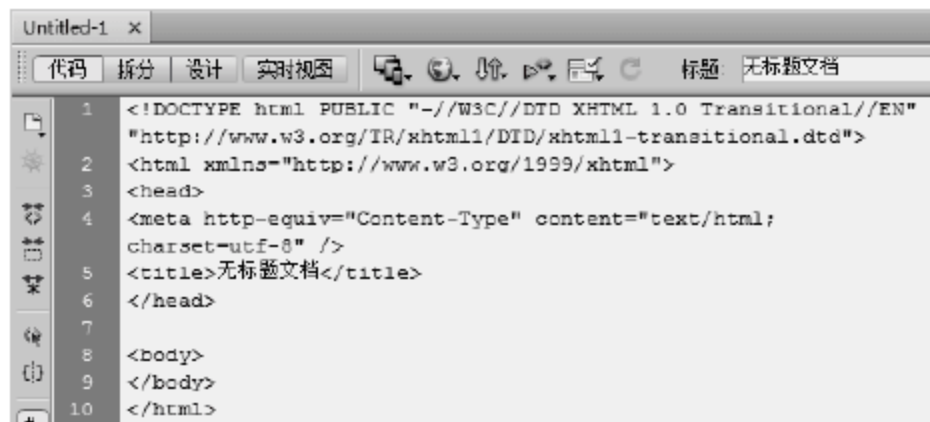 Untitled-1 ×
代码 拆分 设计 实时视图 标题: 无标题文档
1 <!DOCTYPE html PUBLIC "-//W3C//DTD XHTML 1.0 Transitional//EN"
"http://www.w3.org/TR/xhtml1/DTD/xhtml1-transitional.dtd">
2 <html xmlns="http://www.w3.org/1999/xhtml">
3 <head>
4 <meta http-equiv="Content-Type" content="text/html;
charset=utf-8" />
5 <title>无标题文档</title>
6 </head>
7
8 <body>
9 </body>
10 </html>